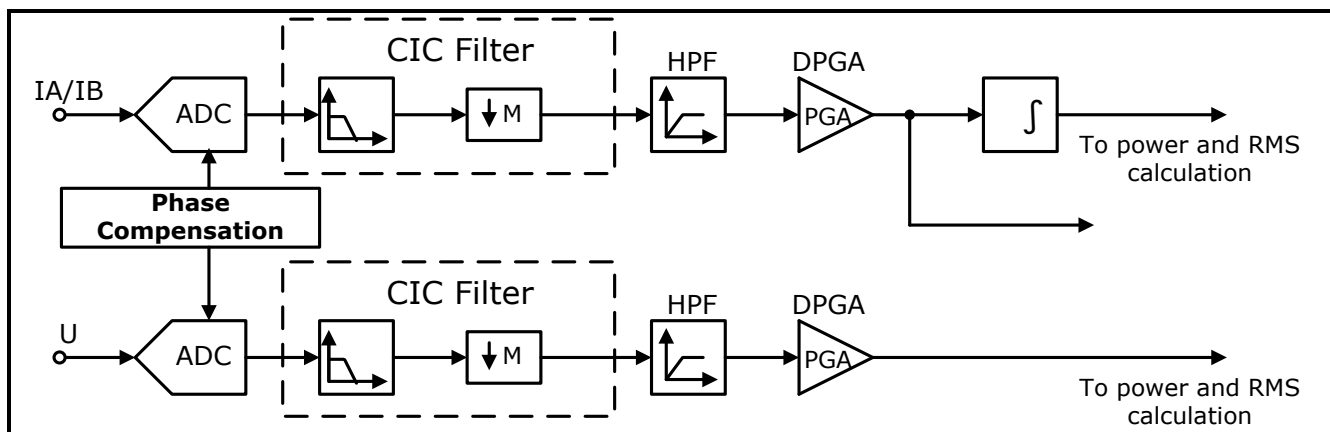 CIC Filter
HPF
DPGA
IA/IB
ADC
M
PGA
∫
To power and RMS
calculation
Phase
Compensation
CIC Filter
HPF
DPGA
U
ADC
M
PGA
To power and RMS
calculation